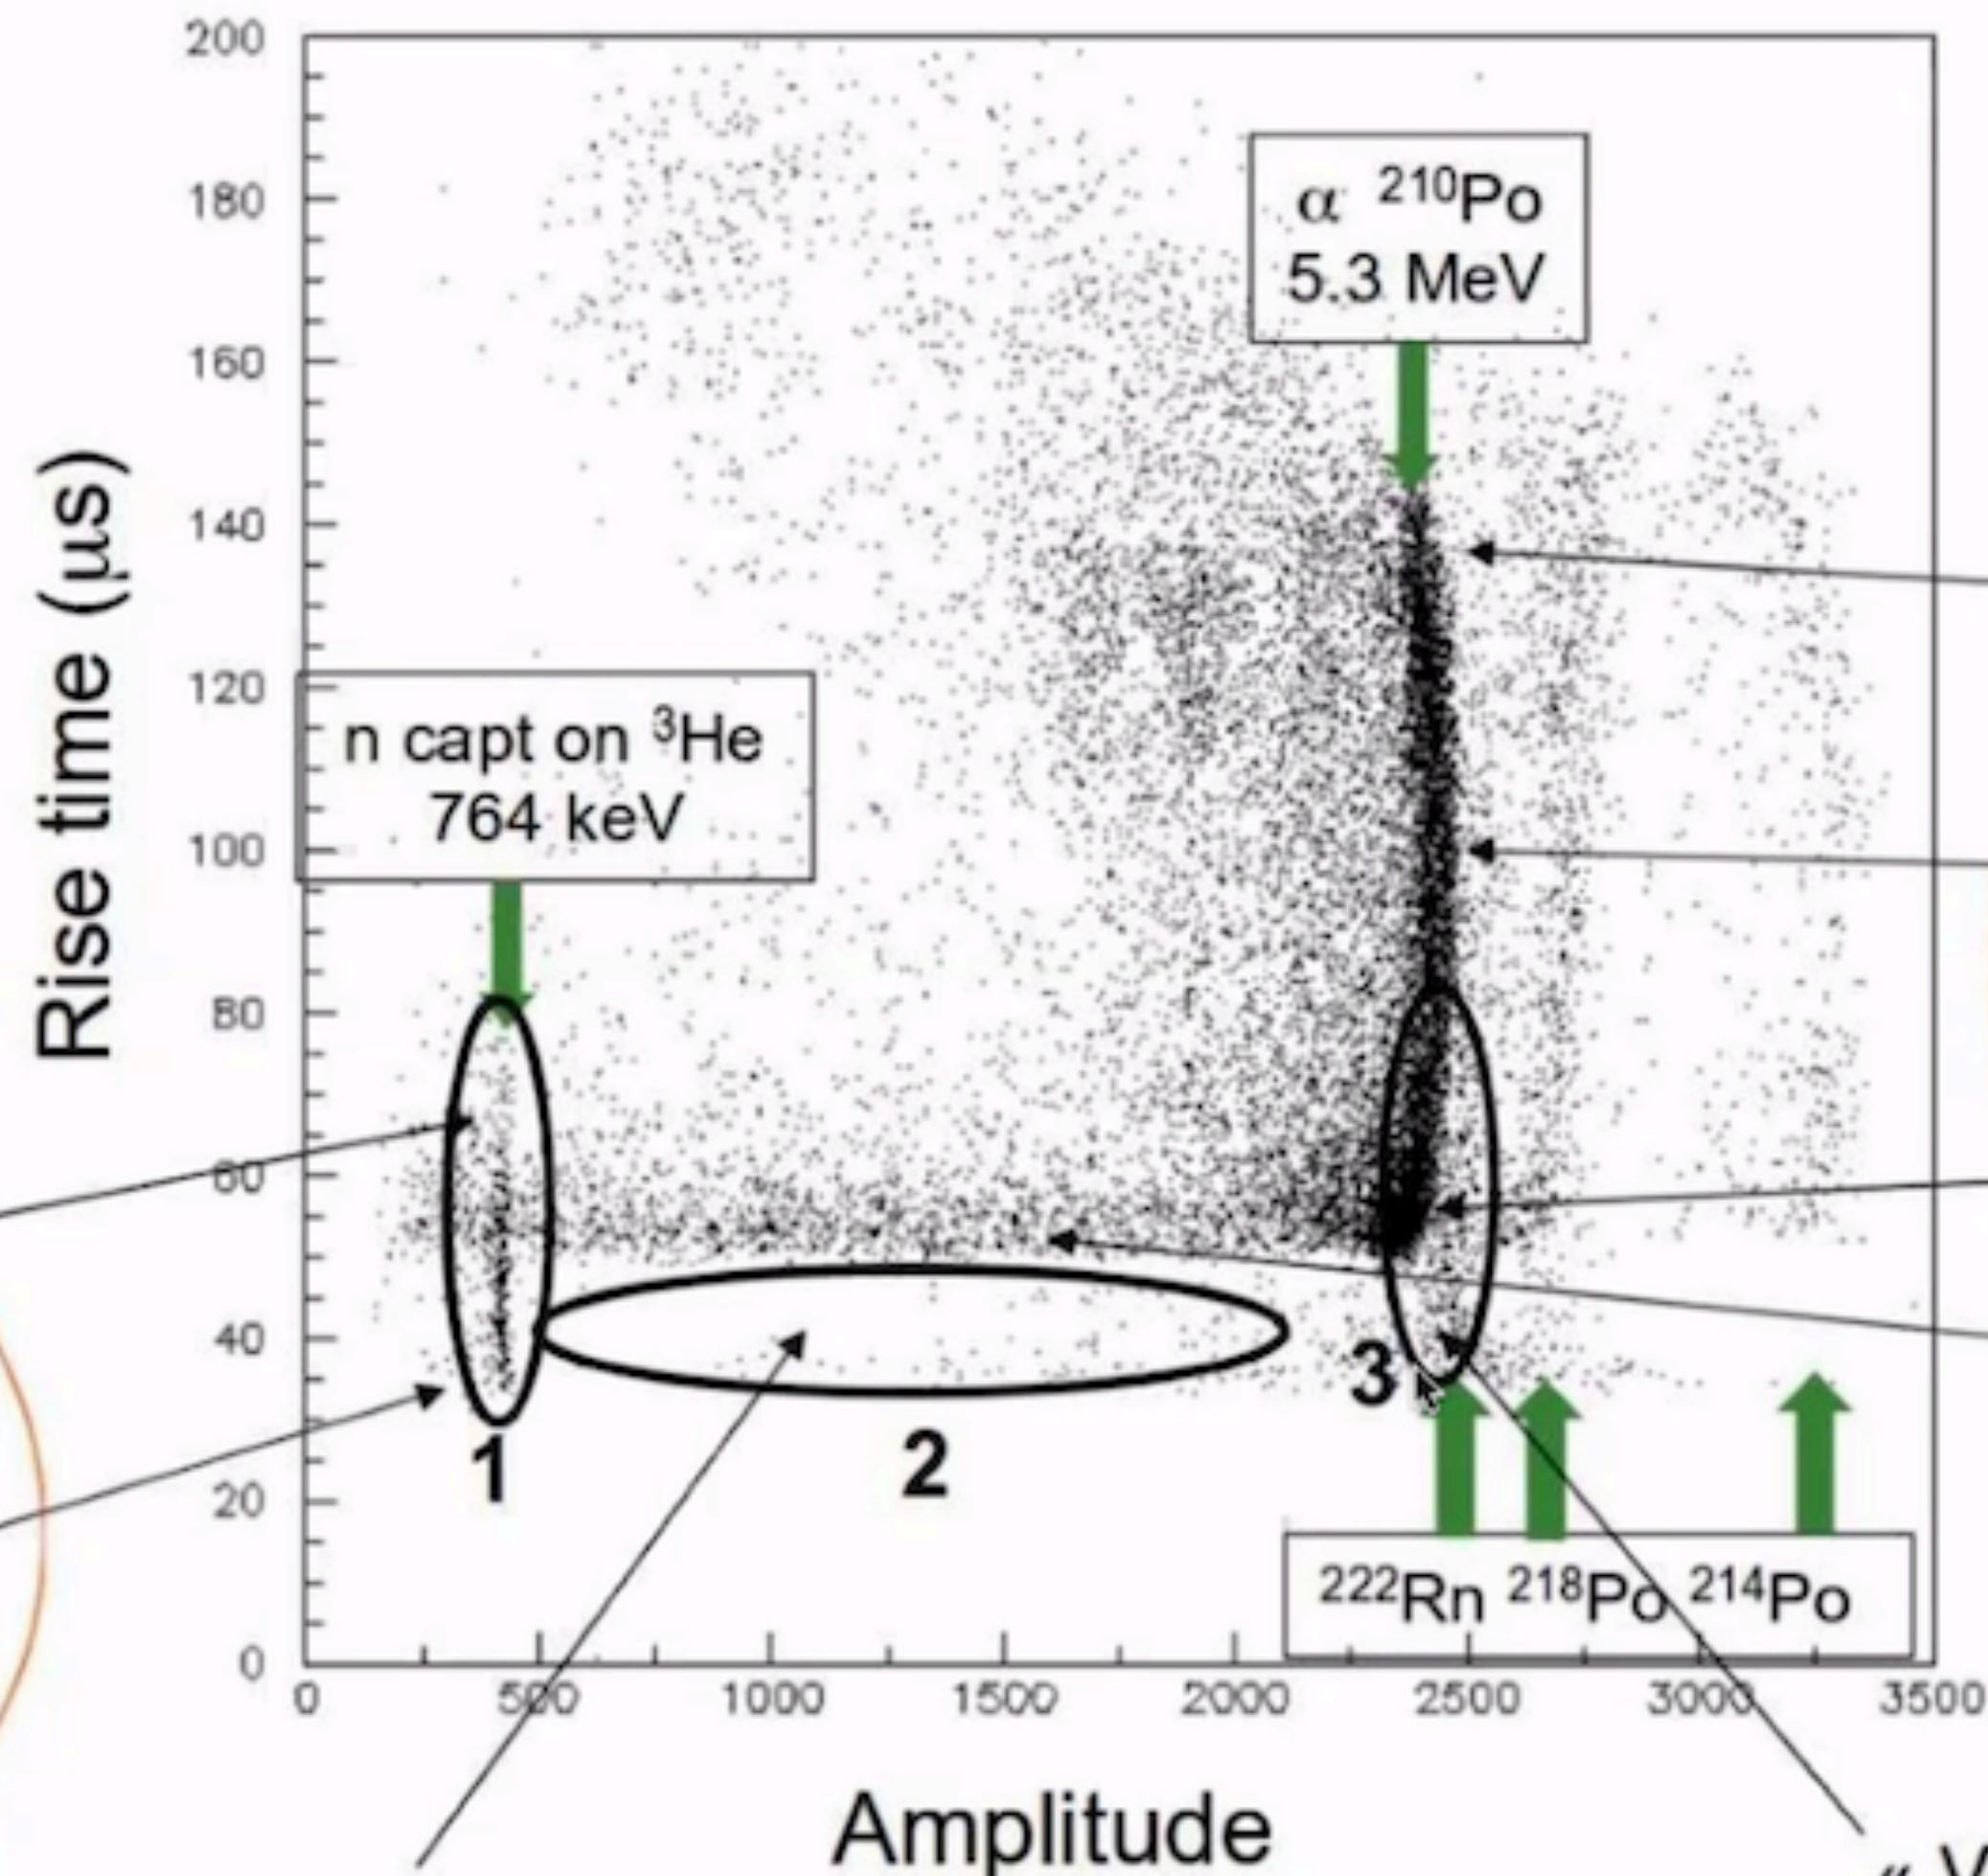 200
180
160
140
120
100
80
60
40
20
0
Rise time (μs)
α ²¹⁰Po
5.3 MeV
n capt on ³He
764 keV
1
2
3
²²²Rn ²¹⁸Po ²¹⁴Po
0 500 1000 1500 2000 2500 3000 3500
Amplitude